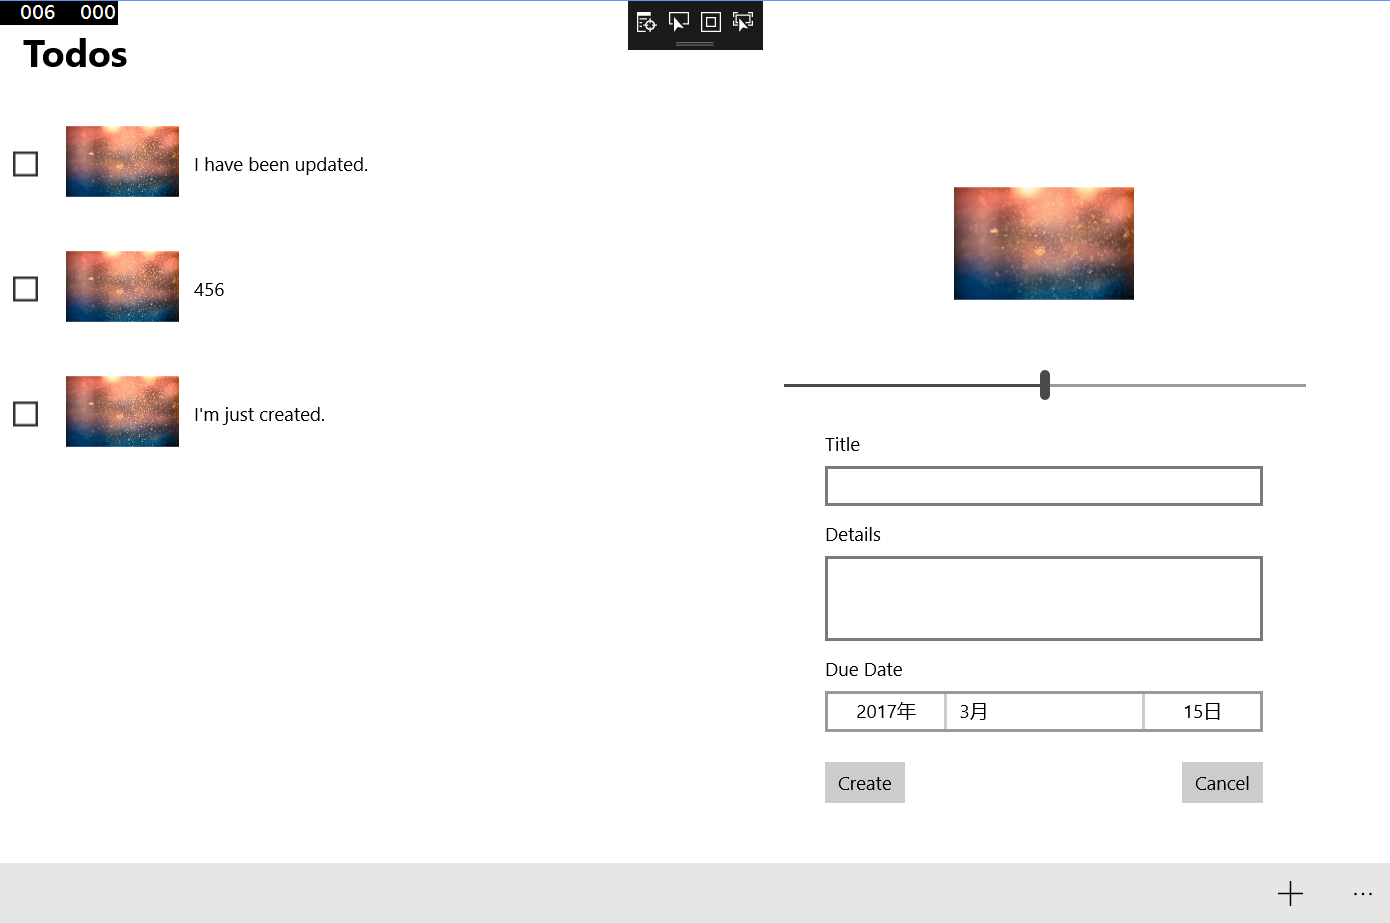 006 000
Todos
I have been updated.
456
I'm just created.
Title
Details
Due Date
2017年 3月 15日
Create Cancel